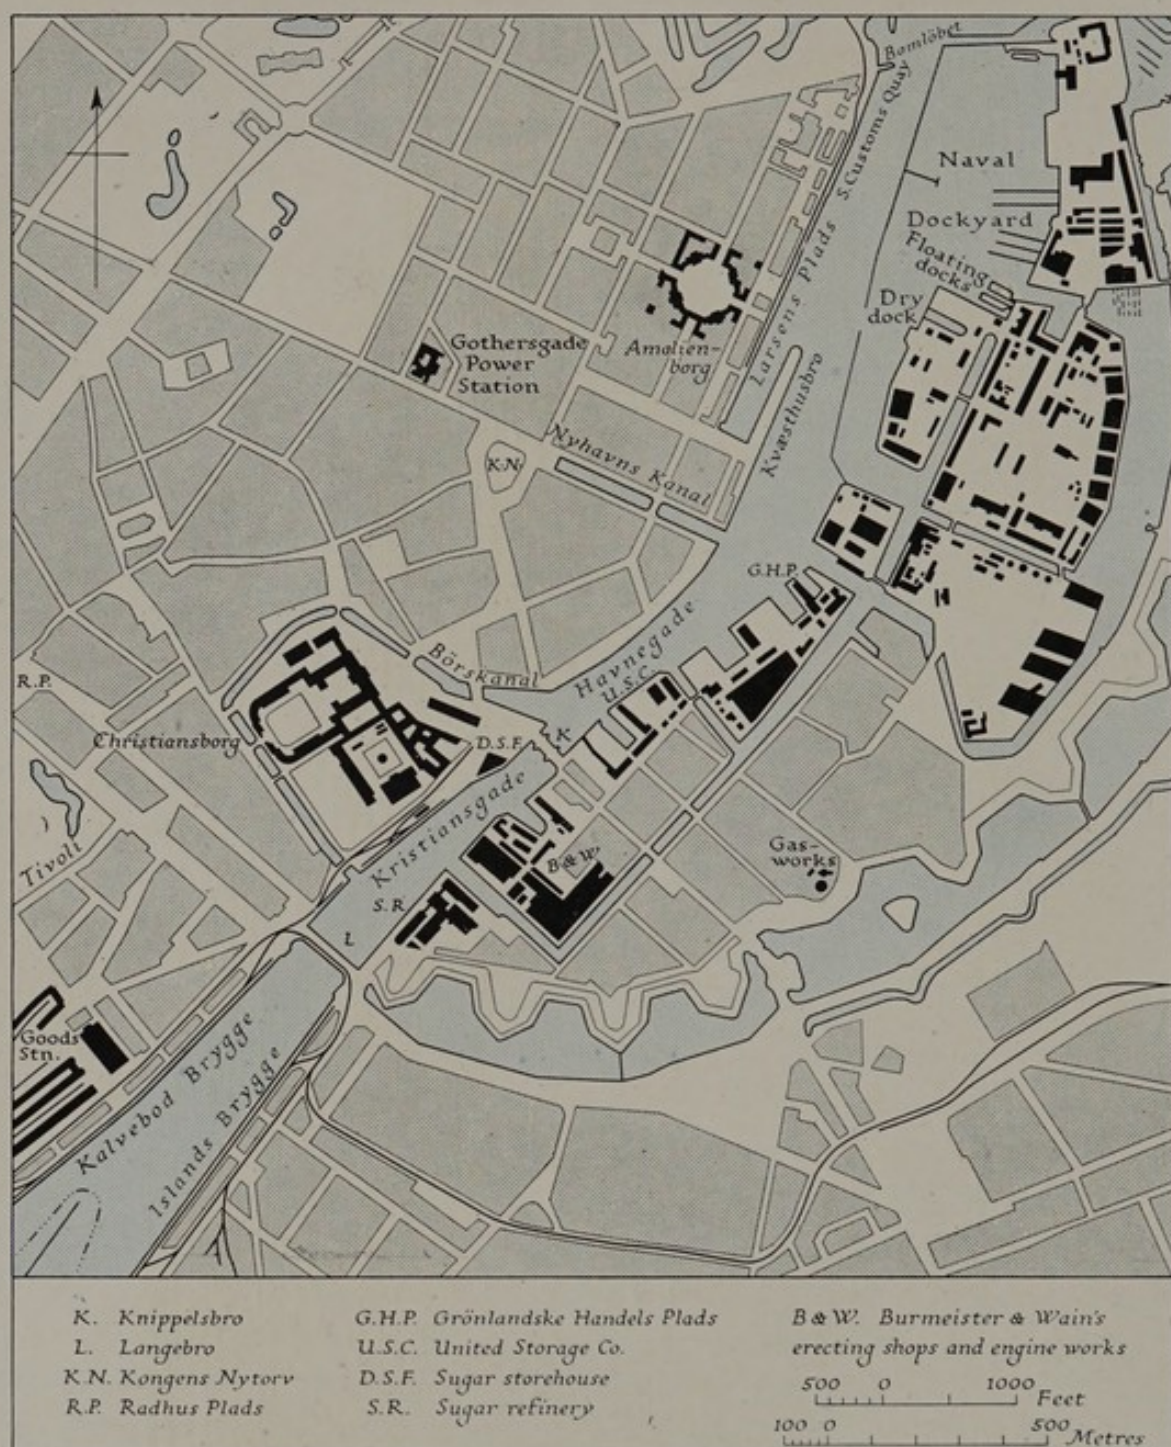 Bomlöbet
S. Customs Quay
Naval
Dockyard
Floating
docks
Dry
dock
Larsens Plads
Amalien-
borg
Gothersgade
Power
Station
Kvæsthusbro
Nyhavns Kanal
K.N.
G.H.P.
Havnegade
U.S.C.
Börskanal
R.P.
Christiansborg
D.S.F.
K
Kristiansgade
Tivoli
B & W.
Gas-
works
S.R.
L
Goods
Stn.
Kalvebod Brygge
Islands Brygge
K. Knippelsbro
L. Langebro
K.N. Kongens Nytorv
R.P. Radhus Plads
G.H.P. Grönlandske Handels Plads
U.S.C. United Storage Co.
D.S.F. Sugar storehouse
S.R. Sugar refinery
B & W. Burmeister & Wain's
erecting shops and engine works
500 0 1000 Feet
100 0 500 Metres